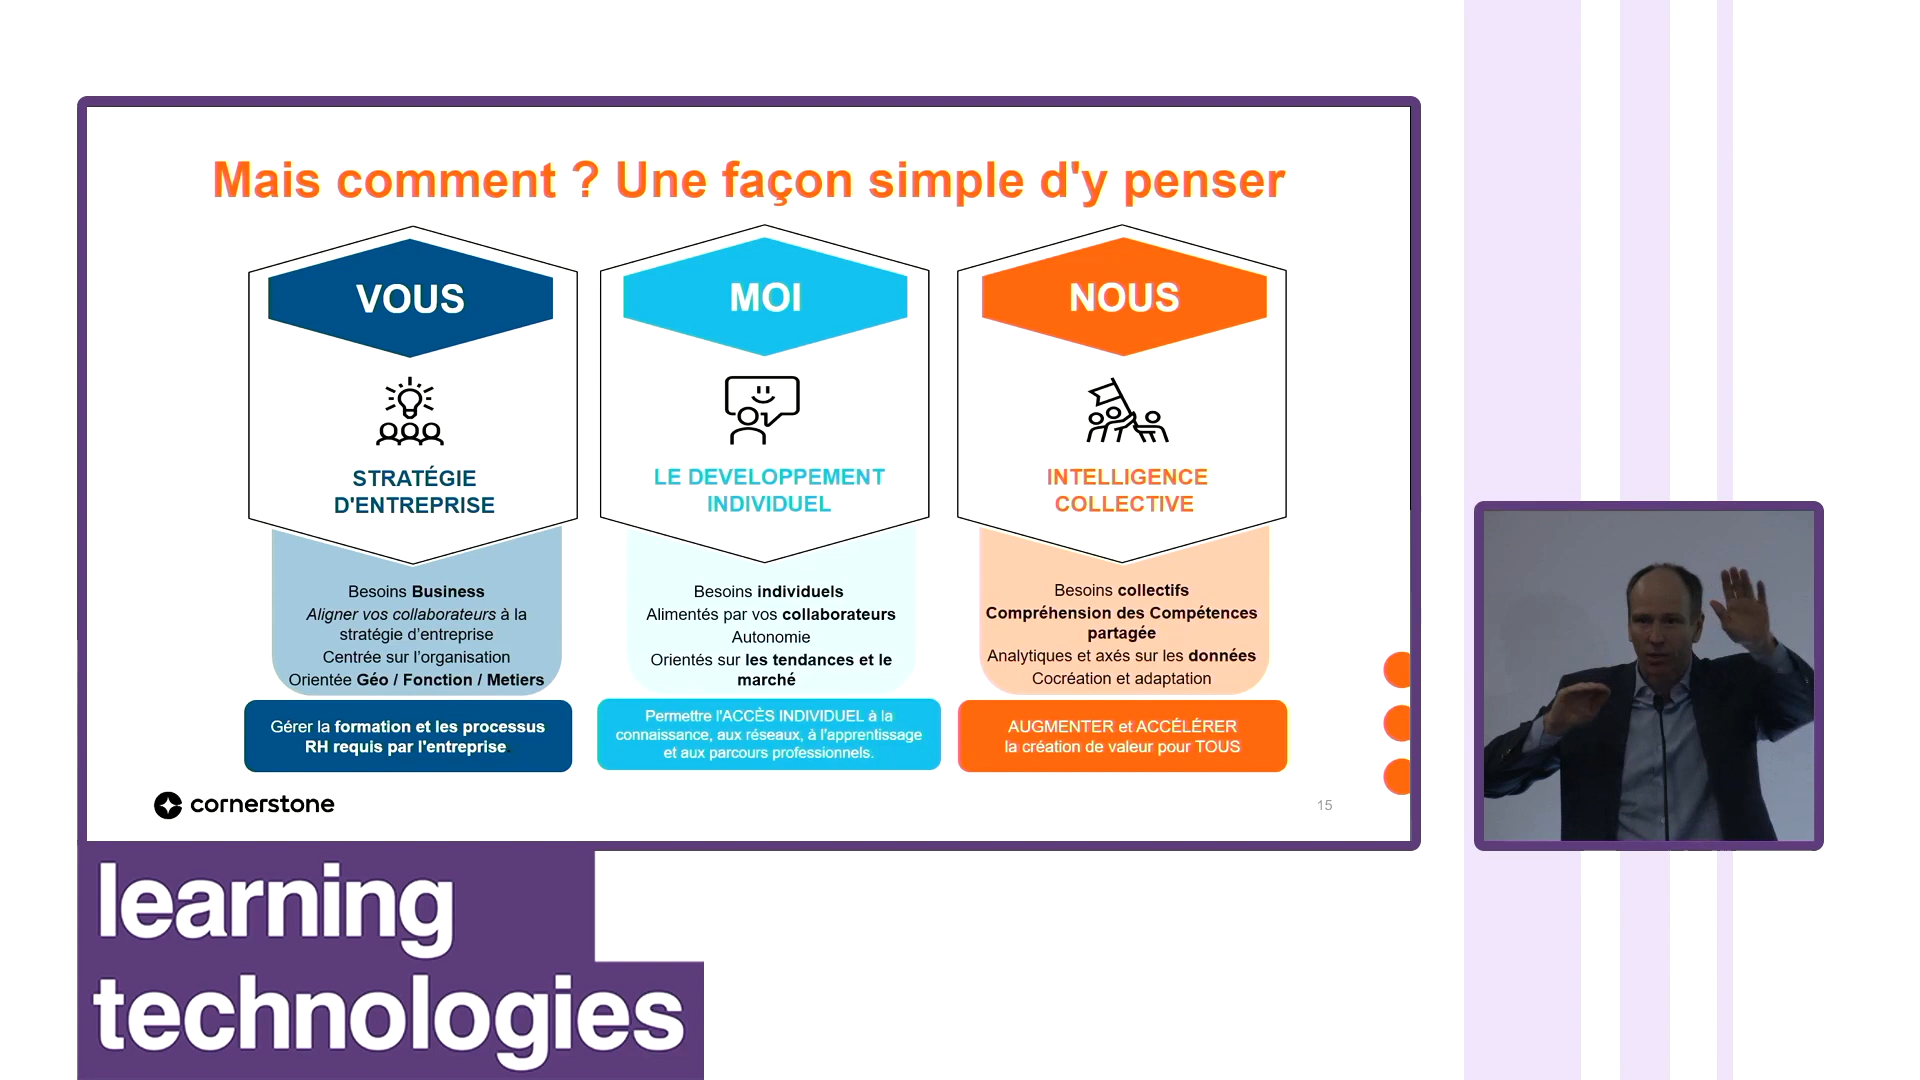 Mais comment ? Une façon simple d'y penser
VOUS
STRATÉGIE
D'ENTREPRISE
Besoins Business
Aligner vos collaborateurs à la
stratégie d’entreprise
Centrée sur l’organisation
Orientée Géo / Fonction / Metiers
Gérer la formation et les processus
RH requis par l'entreprise
MOI
LE DEVELOPPEMENT
INDIVIDUEL
Besoins individuels
Alimentés par vos collaborateurs
Autonomie
Orientés sur les tendances et le
marché
Permettre l'ACCÈS INDIVIDUEL à la
connaissance, aux réseaux, à l’apprentissage
et aux parcours professionnels.
NOUS
INTELLIGENCE
COLLECTIVE
Besoins collectifs
Compréhension des Compétences
partagée
Analytiques et axés sur les données
Cocréation et adaptation
AUGMENTER et ACCÉLÉRER
la création de valeur pour TOUS
cornerstone
15
learning
technologies